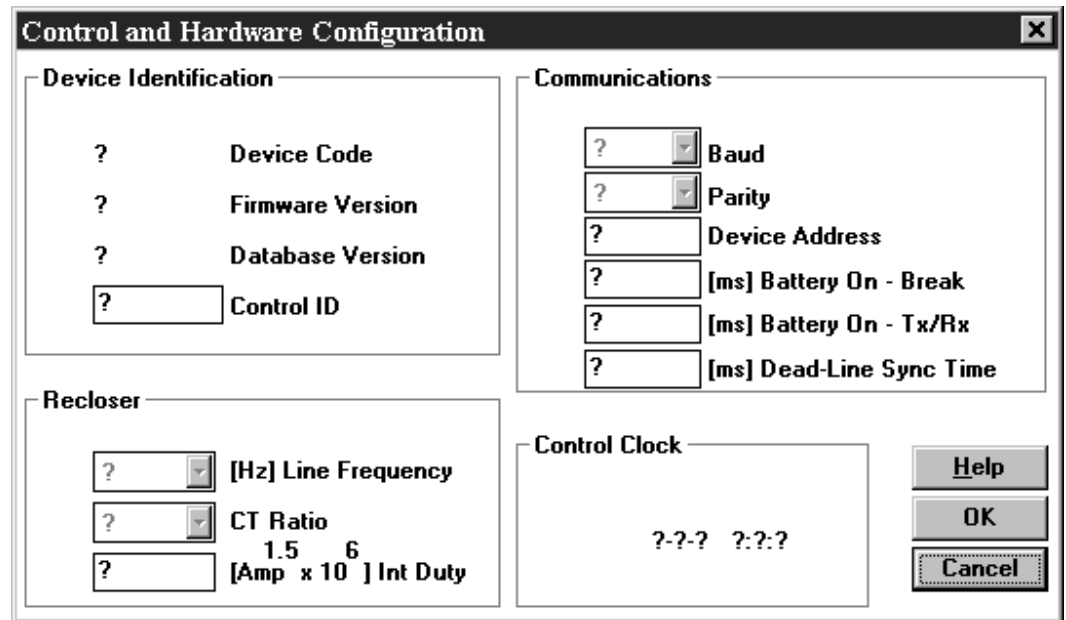 Control and Hardware Configuration
Device Identification
? Device Code
? Firmware Version
? Database Version
? Control ID
Communications
? Baud
? Parity
? Device Address
? [ms] Battery On - Break
? [ms] Battery On - Tx/Rx
? [ms] Dead-Line Sync Time
Recloser
? [Hz] Line Frequency
? CT Ratio
1.5 6
? [Amp x 10 ] Int Duty
Control Clock
?-?-? ?:?:?
Help
OK
Cancel